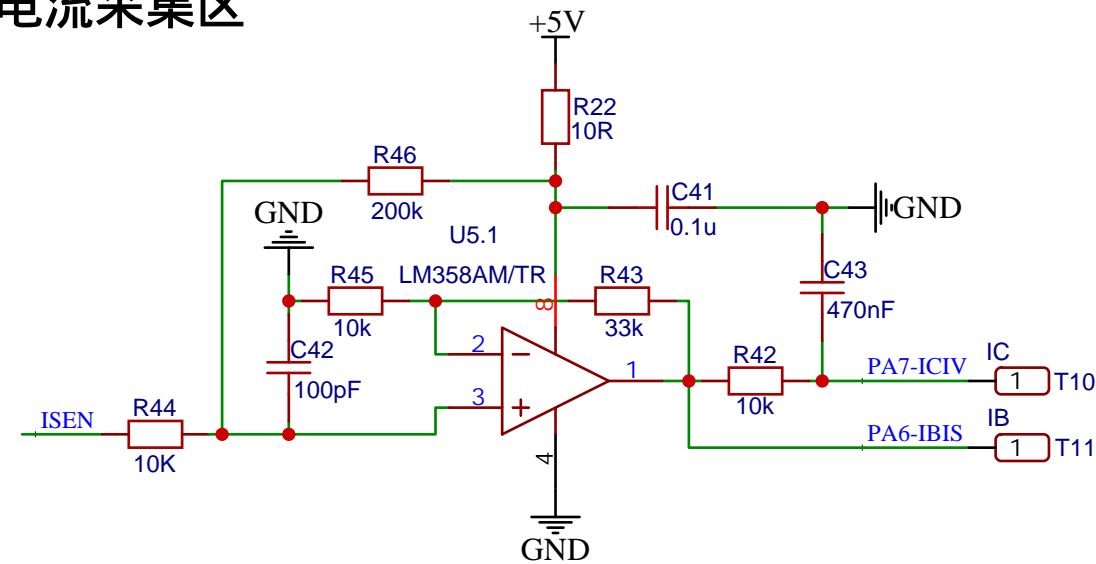 电流采集区
+5V
R22
10R
R46
200k
C41
0.1u
GND
GND
U5.1
LM358AM/TR
R45
10k
8
R43
33k
C43
470nF
C42
100pF
2
3
1
4
R42
10k
PA7-ICIV
IC
1
T10
ISEN
R44
10K
PA6-IBIS
IB
1
T11
GND